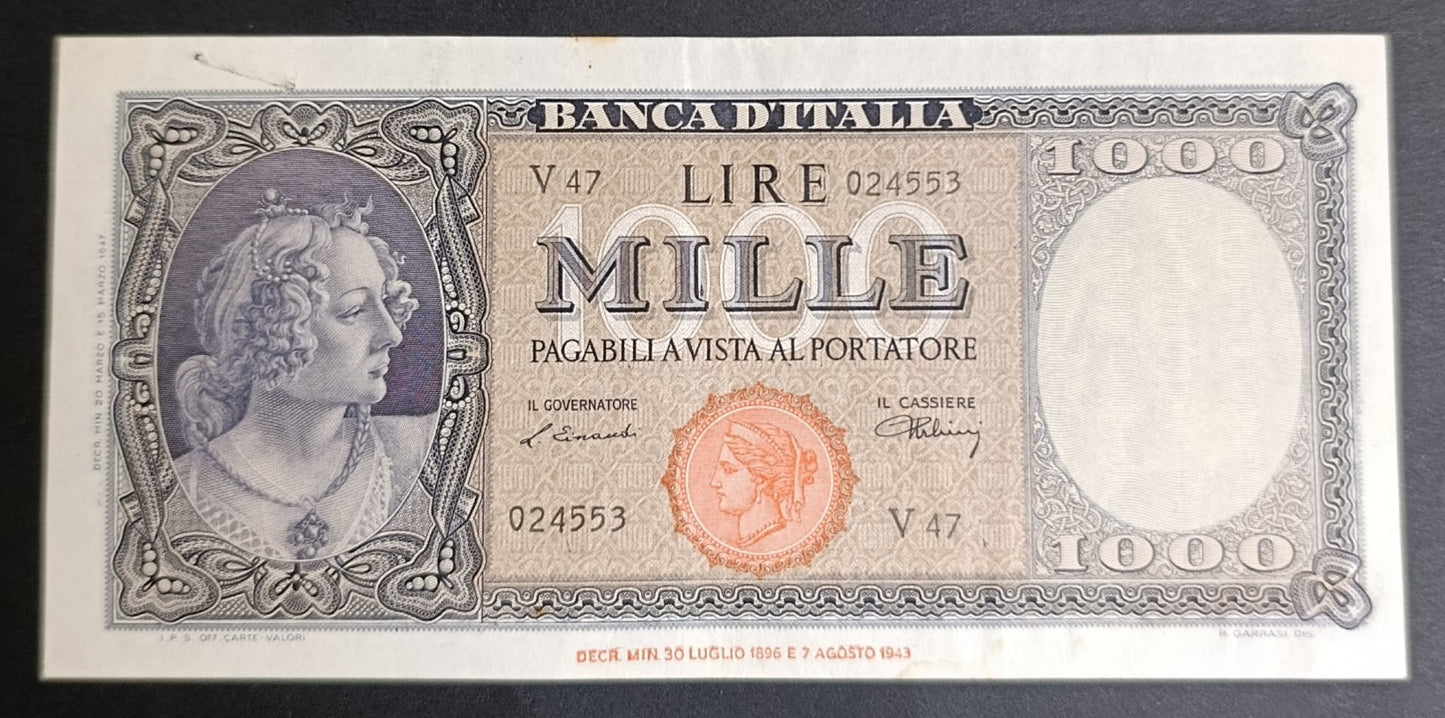 BANCA D'ITALIA
1000
V 47 LIRE 024553
1000
MILLE
PAGABILI A VISTA AL PORTATORE
IL GOVERNATORE
L Einaudi
IL CASSIERE
024553
V 47
1000
DECR. MIN. 20 MARZO E 15 MARZO 1947
I. P. S. OFF. CARTE-VALORI
R. GARRASI, DIS.
DECR. MIN. 30 LUGLIO 1896 E 7 AGOSTO 1943